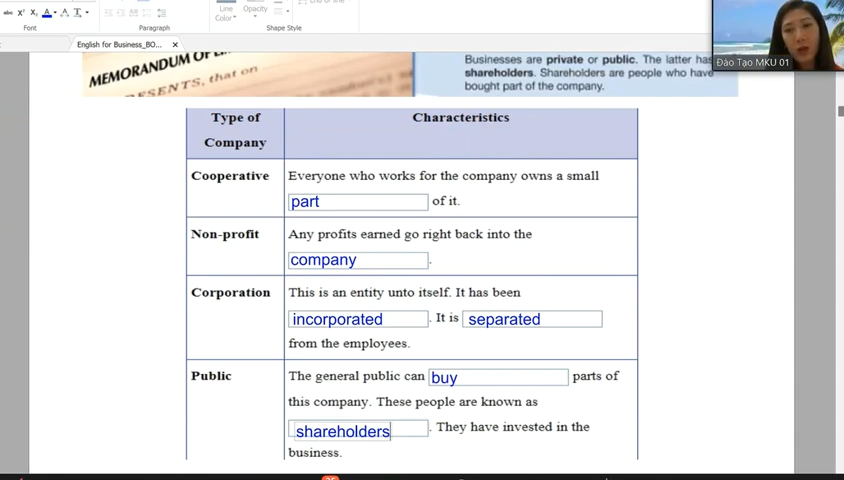 Line
Color
Opacity
Font
Paragraph
Shape Style
English for Business_BO...
MEMORANDUM OF
ESENTS, that on
Businesses are private or public. The latter has
shareholders. Shareholders are people who have
bought part of the company.
Đào Tạo MKU 01
Type of
Company
Characteristics
Cooperative
Everyone who works for the company owns a small
part of it.
Non-profit
Any profits earned go right back into the
company.
Corporation
This is an entity unto itself. It has been
incorporated. It is separated
from the employees.
Public
The general public can buy parts of
this company. These people are known as
shareholders. They have invested in the
business.